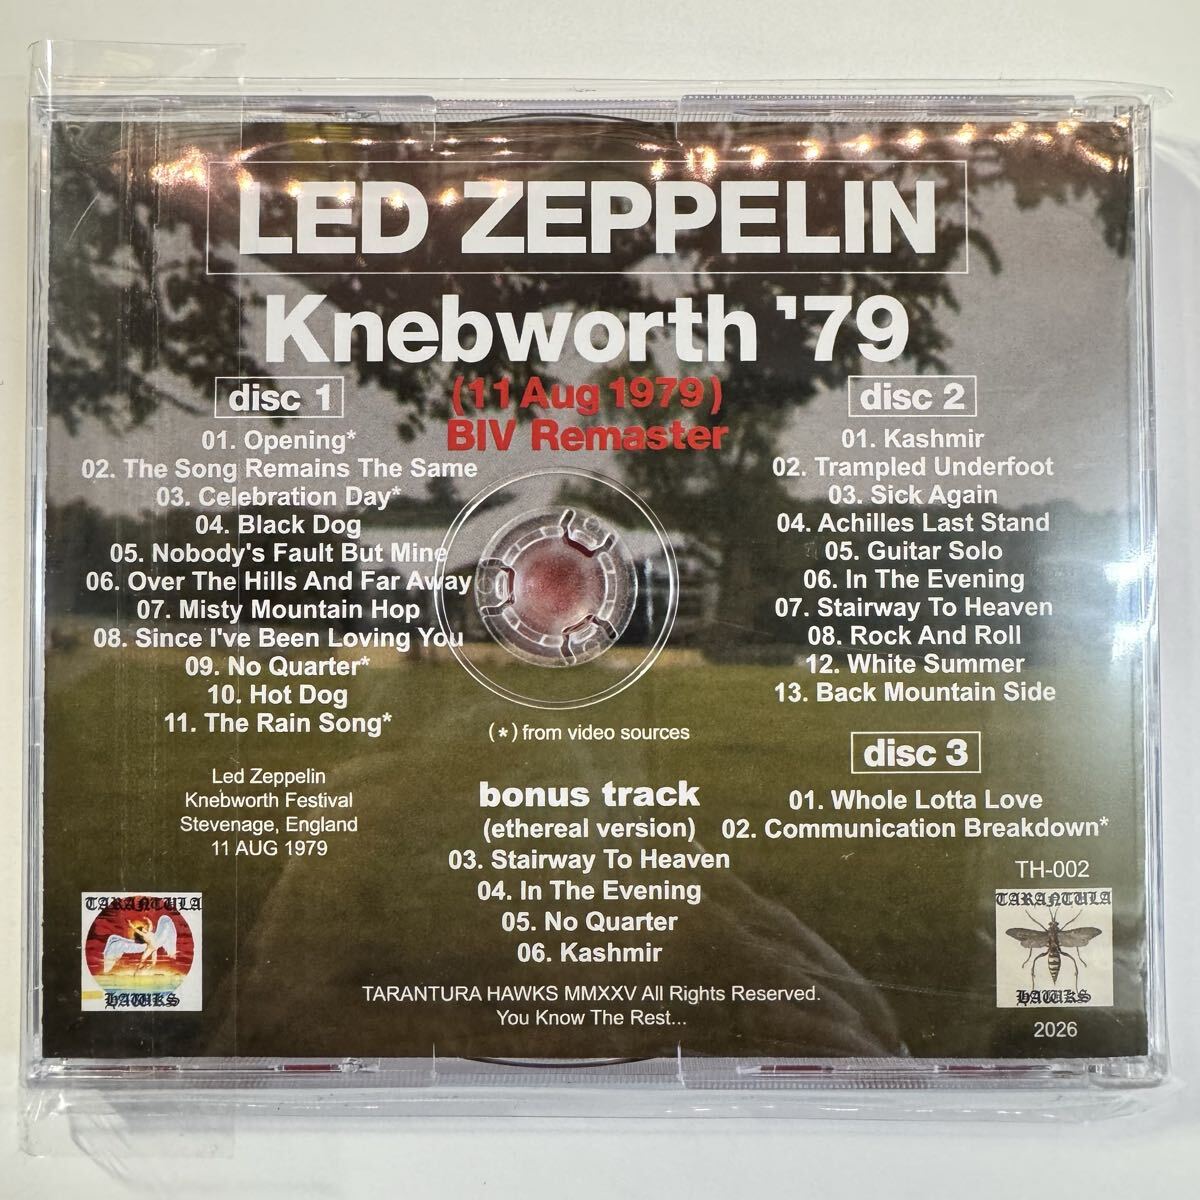 LED ZEPPELIN
Knebworth '79
(11 Aug 1979)
BIV Remaster
disc 1
01. Opening*
02. The Song Remains The Same
03. Celebration Day*
04. Black Dog
05. Nobody's Fault But Mine
06. Over The Hills And Far Away
07. Misty Mountain Hop
08. Since I've Been Loving You
09. No Quarter*
10. Hot Dog
11. The Rain Song*
disc 2
01. Kashmir
02. Trampled Underfoot
03. Sick Again
04. Achilles Last Stand
05. Guitar Solo
06. In The Evening
07. Stairway To Heaven
08. Rock And Roll
12. White Summer
13. Back Mountain Side
disc 3
01. Whole Lotta Love
02. Communication Breakdown*
(*) from video sources
bonus track
(ethereal version)
03. Stairway To Heaven
04. In The Evening
05. No Quarter
06. Kashmir
Led Zeppelin
Knebworth Festival
Stevenage, England
11 AUG 1979
TARANTULA
HAWKS
TARANTURA HAWKS MMXXV All Rights Reserved.
You Know The Rest...
TH-002
TARANTULA
HAWKS
2026